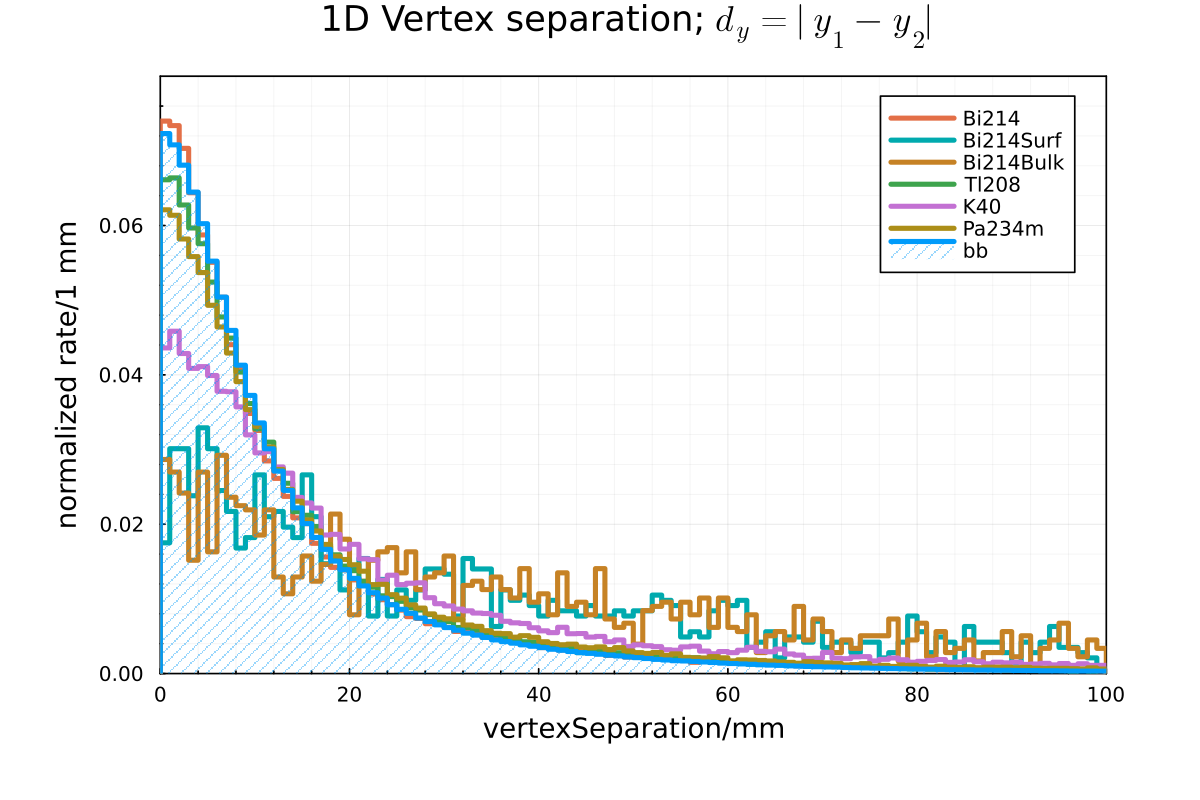 1D Vertex separation; d_y = | y_1 − y_2|
Bi214
Bi214Surf
Bi214Bulk
Tl208
K40
Pa234m
bb
normalized rate/1 mm
0.06
0.04
0.02
0.00
0 20 40 60 80 100
vertexSeparation/mm